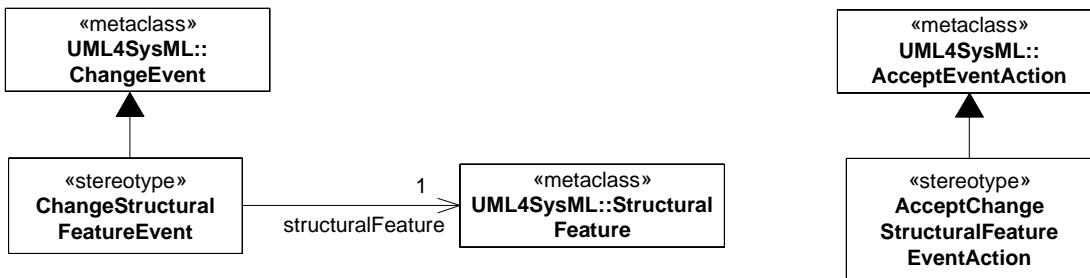 «metaclass»
UML4SysML::
ChangeEvent
«metaclass»
UML4SysML::
AcceptEventAction
«stereotype»
ChangeStructural
FeatureEvent
1
structuralFeature
«metaclass»
UML4SysML::Structural
Feature
«stereotype»
AcceptChange
StructuralFeature
EventAction